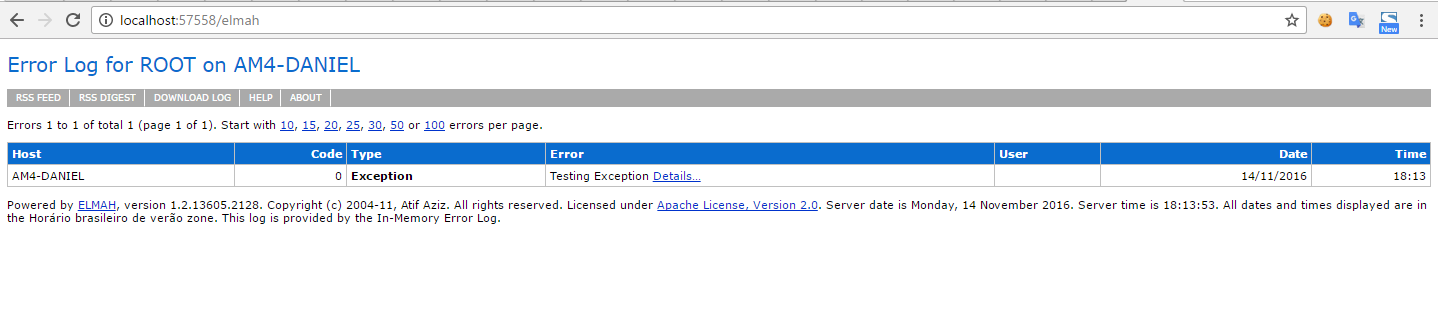 localhost:57558/elmah
New
Error Log for ROOT on AM4-DANIEL
RSS FEED RSS DIGEST DOWNLOAD LOG HELP ABOUT
Errors 1 to 1 of total 1 (page 1 of 1). Start with 10, 15, 20, 25, 30, 50 or 100 errors per page.
Host Code Type Error User Date Time
AM4-DANIEL 0 Exception Testing Exception Details... 14/11/2016 18:13
Powered by ELMAH, version 1.2.13605.2128. Copyright (c) 2004-11, Atif Aziz. All rights reserved. Licensed under Apache License, Version 2.0. Server date is Monday, 14 November 2016. Server time is 18:13:53. All dates and times displayed are in
the Horário brasileiro de verão zone. This log is provided by the In-Memory Error Log.